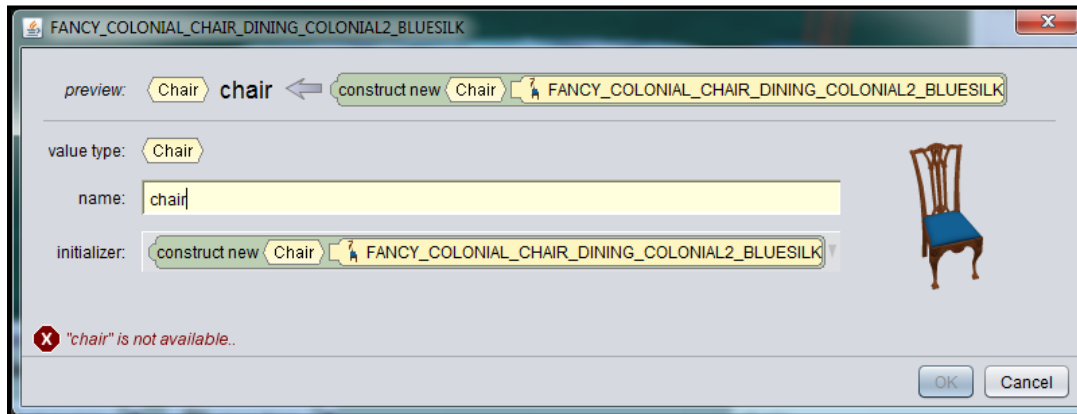 FANCY_COLONIAL_CHAIR_DINING_COLONIAL2_BLUESILK
preview: Chair chair construct new Chair FANCY_COLONIAL_CHAIR_DINING_COLONIAL2_BLUESILK
value type: Chair
name: chair
initializer: construct new Chair FANCY_COLONIAL_CHAIR_DINING_COLONIAL2_BLUESILK
X "chair" is not available..
OK Cancel